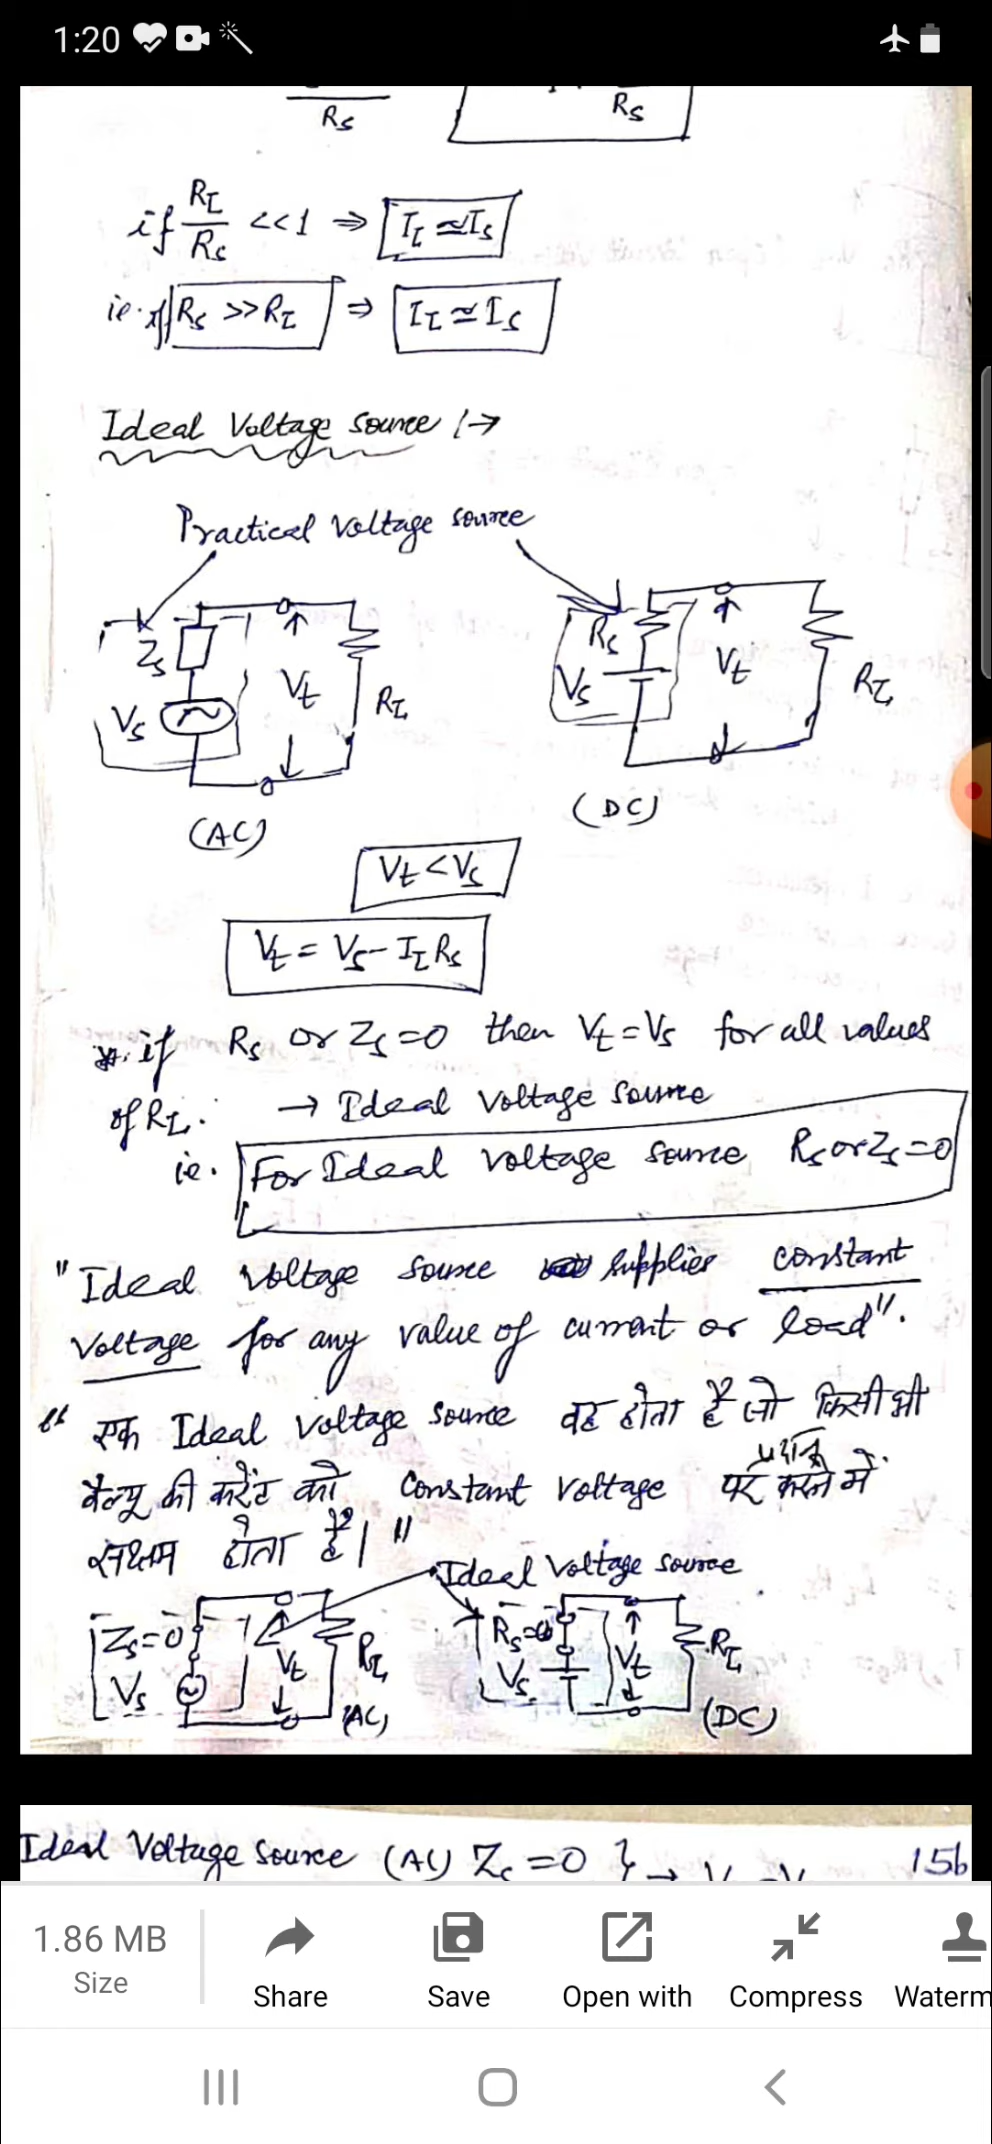 1:20
Rs
Rs
if RL/Rs <<1 ⇒ IL ≃ Is
ie. if Rs >> RL ⇒ IL ≃ Is
Ideal Voltage source :→
Practical Voltage source
Zs
Vs
Vt
RL
(AC)
Rs
Vs
Vt
RL
(DC)
Vt < Vs
Vt = Vs - IL Rs
*. if Rs or Zs = 0 then Vt = Vs for all values
of RL. → Ideal Voltage source
ie. For Ideal Voltage source Rs or Zs = 0
"Ideal Voltage source supplies constant
Voltage for any value of current or load".
"एक Ideal Voltage source वह होता है जो किसी भी
वैल्यू की करेंट को Constant Voltage पर करने में
सक्षम होता है।"
Ideal Voltage source
Zs=0
Vs
Vt
RL
(AC)
Rs=0
Vs
Vt
RL
(DC)
Ideal Voltage Source (AC) Zs = 0 } → 156
1.86 MB
Size
Share
Save
Open with
Compress
Waterm